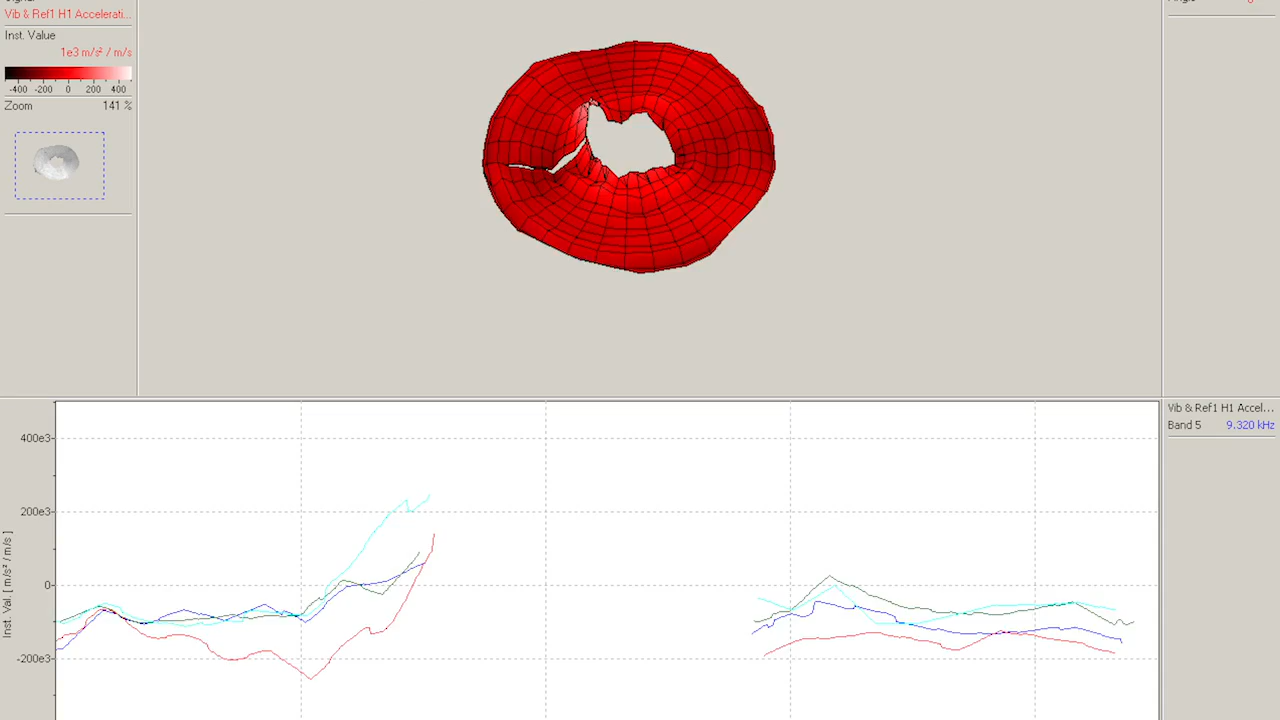 Vib & Ref1 H1 Accelerati...
Inst. Value
1e3 m/s² / m/s
-400 -200 0 200 400
Zoom 141 %
Vib & Ref1 H1 Accel...
Band 5 9.320 kHz
400e3
200e3
0
-200e3
Inst. Val. [ m/s² / m/s ]